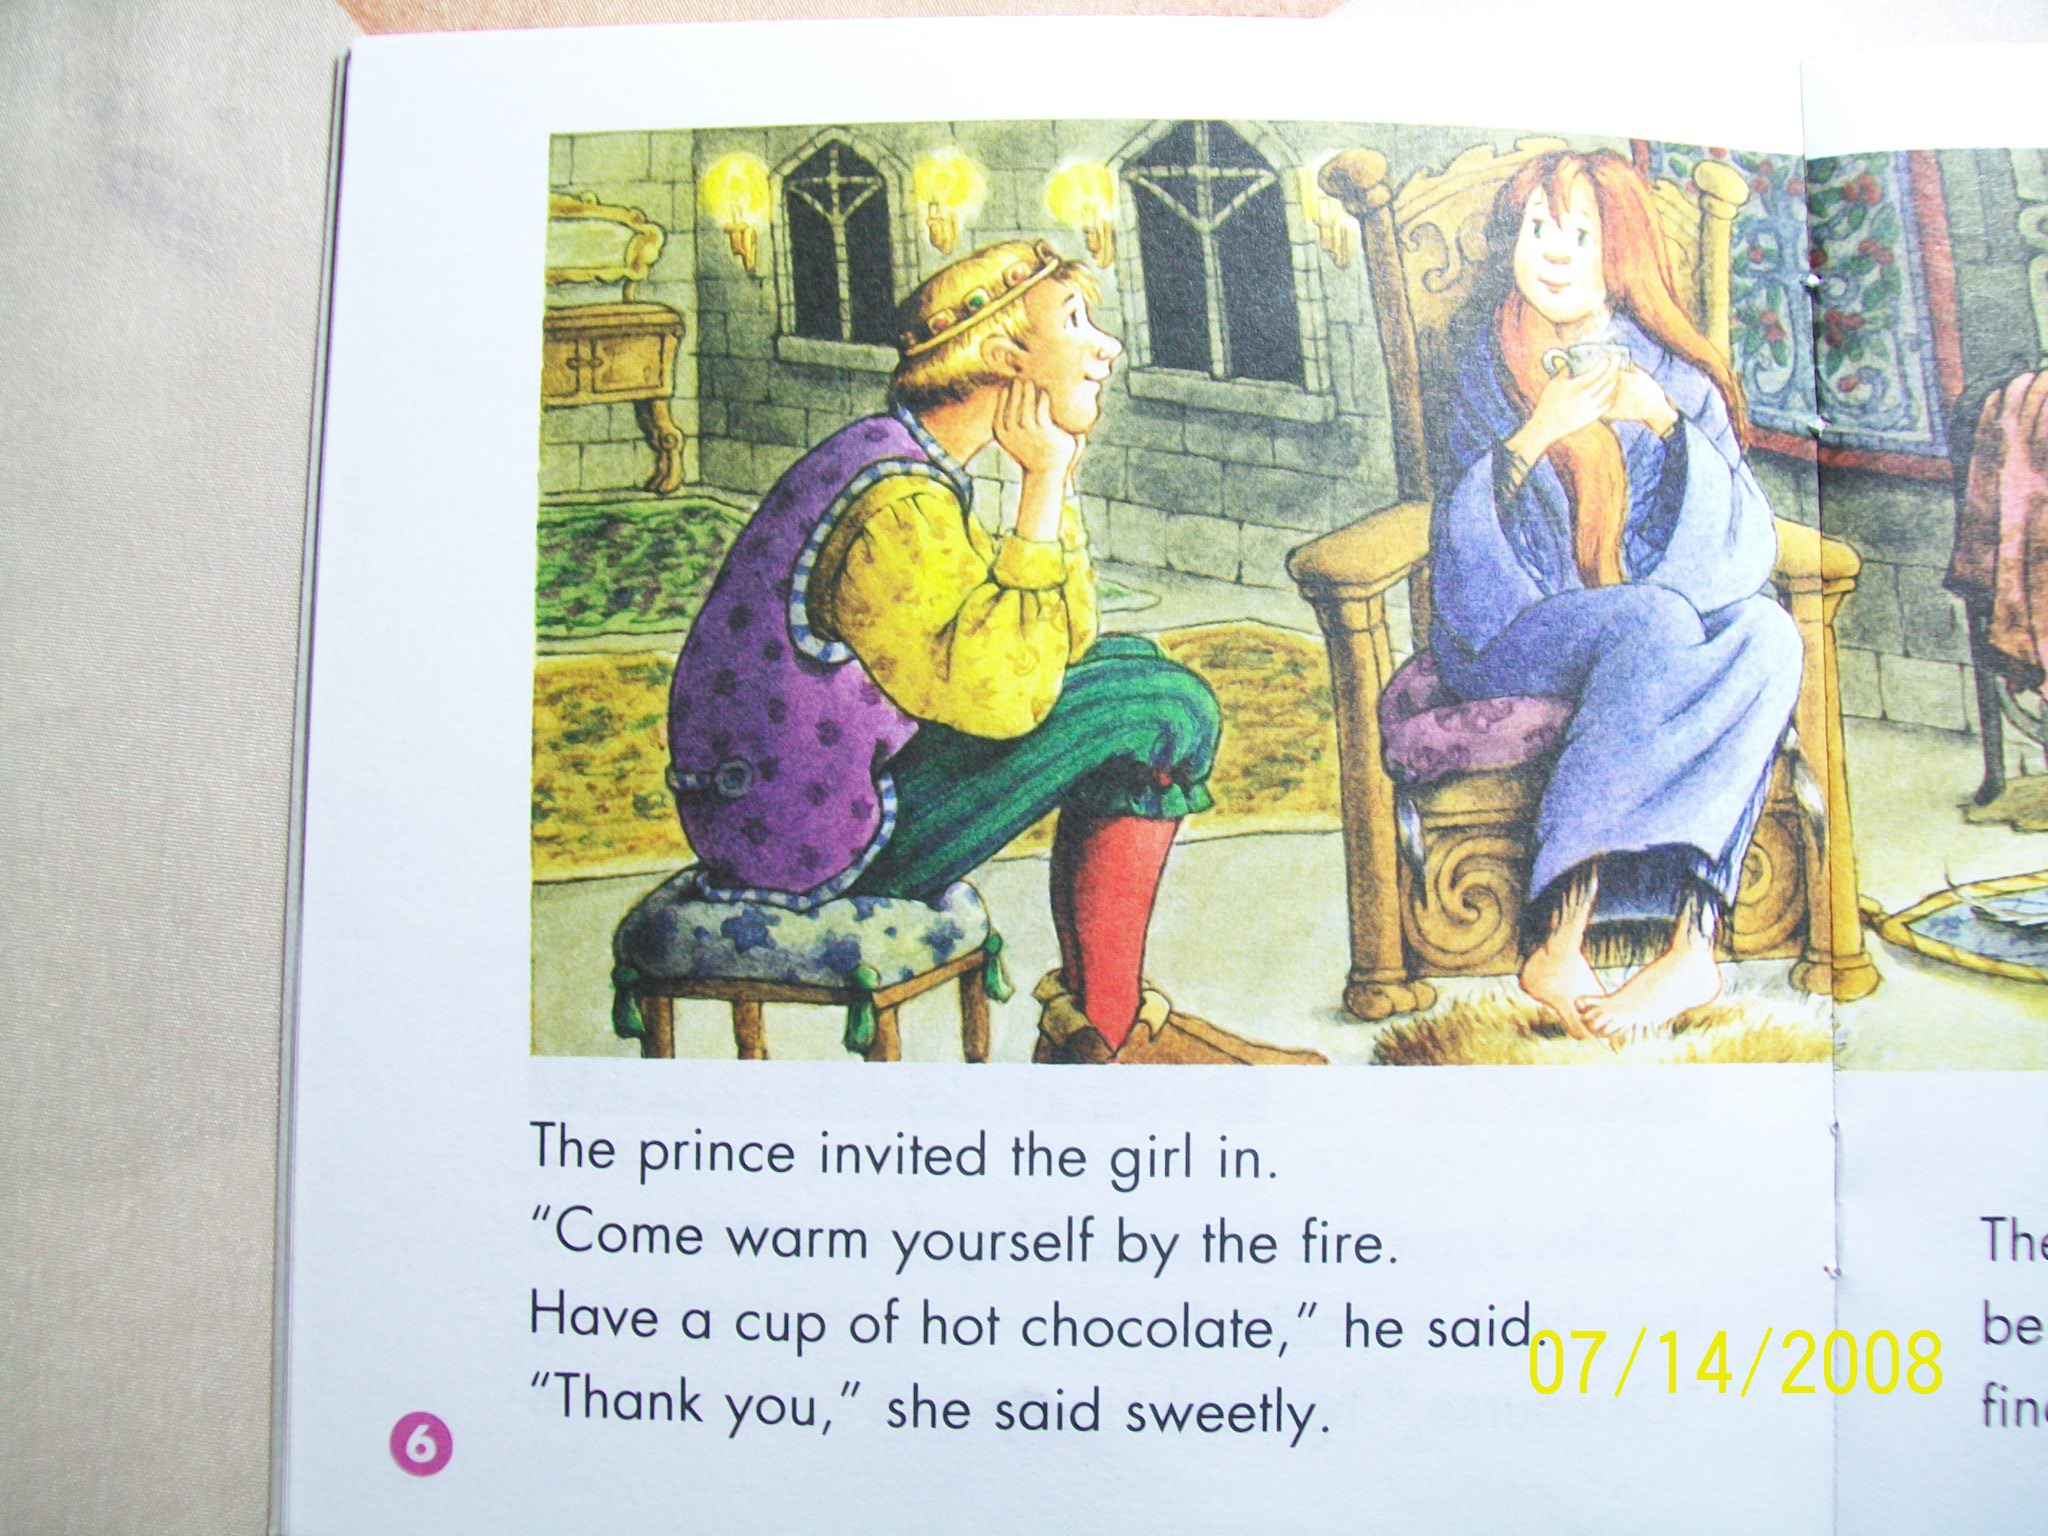 The prince invited the girl in.
“Come warm yourself by the fire.
Have a cup of hot chocolate,” he said.
“Thank you,” she said sweetly.
6
be
07/14/2008